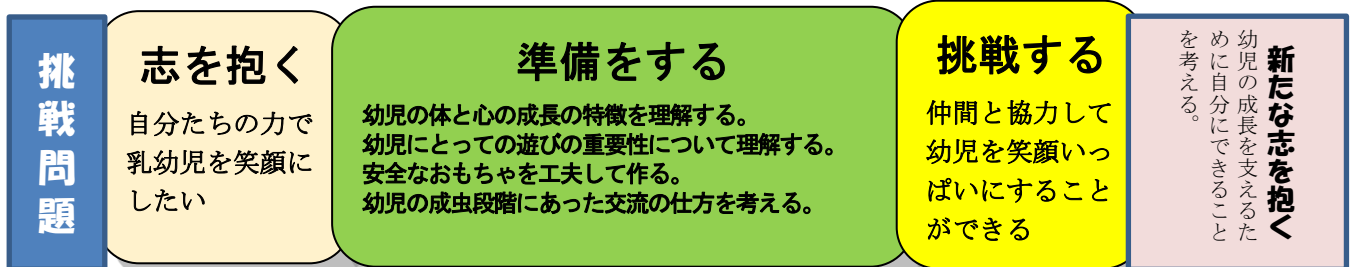 挑戦問題
志を抱く
自分たちの力で
乳幼児を笑顔に
したい
準備をする
幼児の体と心の成長の特徴を理解する。
幼児にとっての遊びの重要性について理解する。
安全なおもちゃを工夫して作る。
幼児の成虫段階にあった交流の仕方を考える。
挑戦する
仲間と協力して
幼児を笑顔いっ
ぱいにすること
ができる
新たな志を抱く
幼児の成長を支えるた
めに自分にできること
を考える。